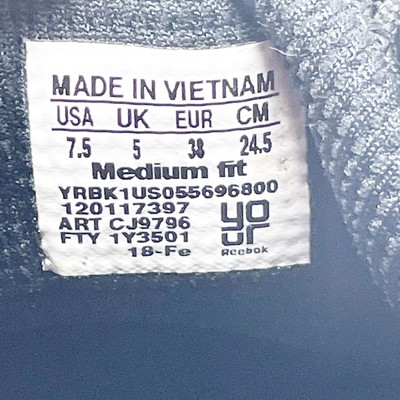 MADE IN VIETNAM
USA UK EUR CM
7.5 5 38 24.5
Medium fit
YRBK1US055696800
120117397
ART CJ9796
FTY 1Y3501
18-Fe
yo
ur
Reebok